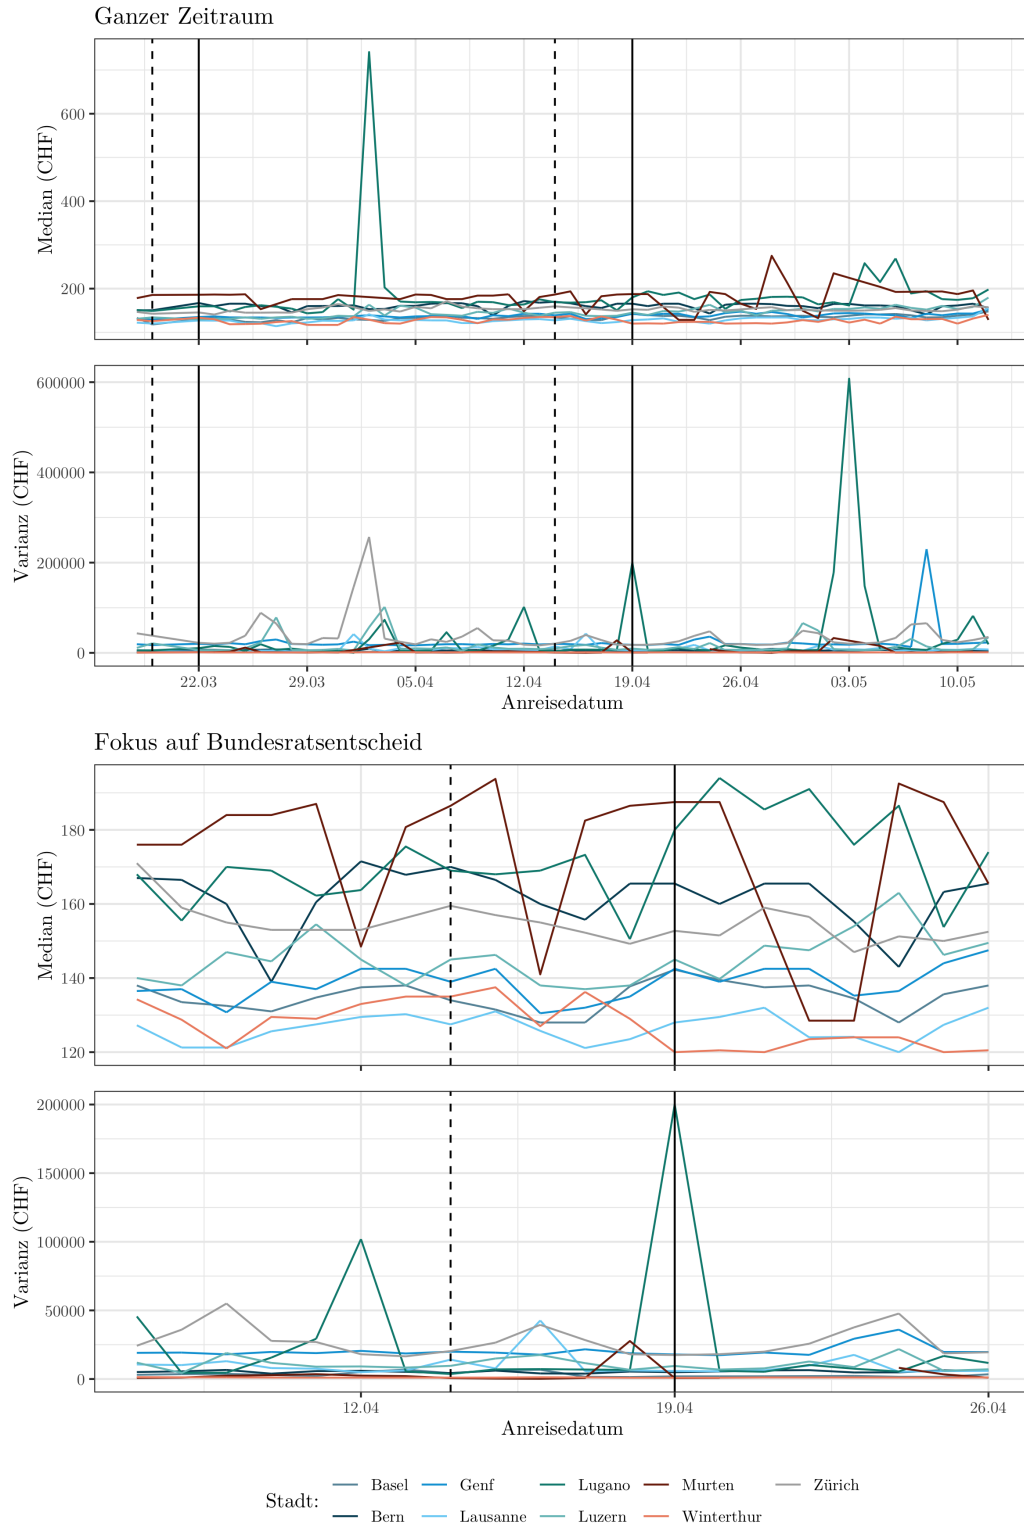 Ganzer Zeitraum
Median (CHF)
600
400
200
Varianz (CHF)
600000
400000
200000
0
22.03 29.03 05.04 12.04 19.04 26.04 03.05 10.05
Anreisedatum
Fokus auf Bundesratsentscheid
Median (CHF)
180
160
140
120
Varianz (CHF)
200000
150000
100000
50000
0
12.04 19.04 26.04
Anreisedatum
Stadt:
Basel Genf Lugano Murten Zürich
Bern Lausanne Luzern Winterthur